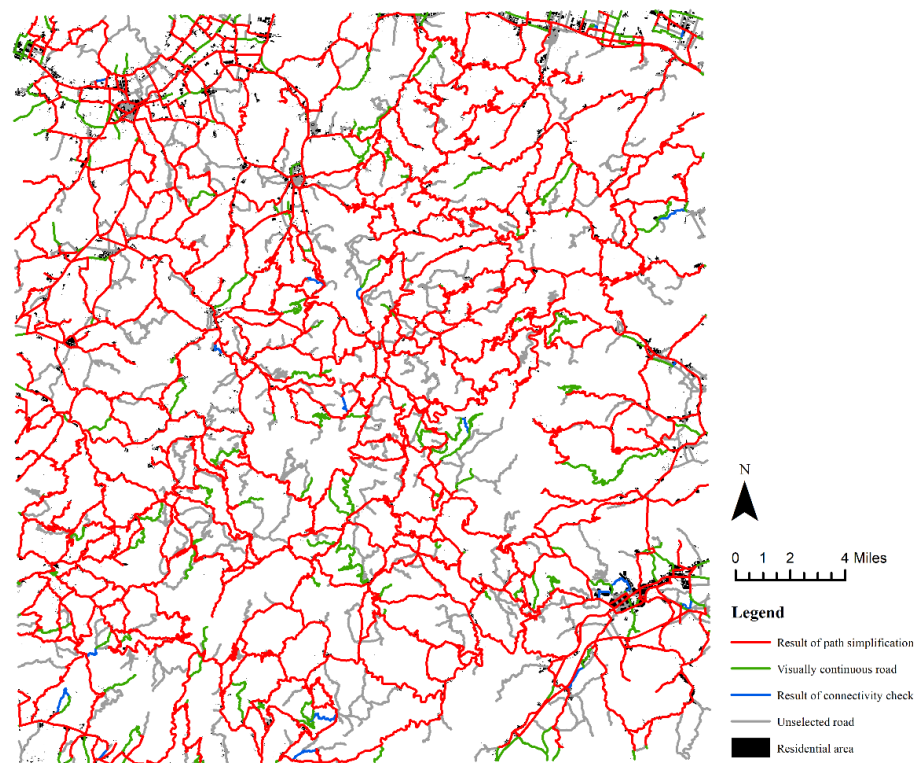 N
0 1 2 4 Miles
Legend
Result of path simplification
Visually continuous road
Result of connectivity check
Unselected road
Residential area